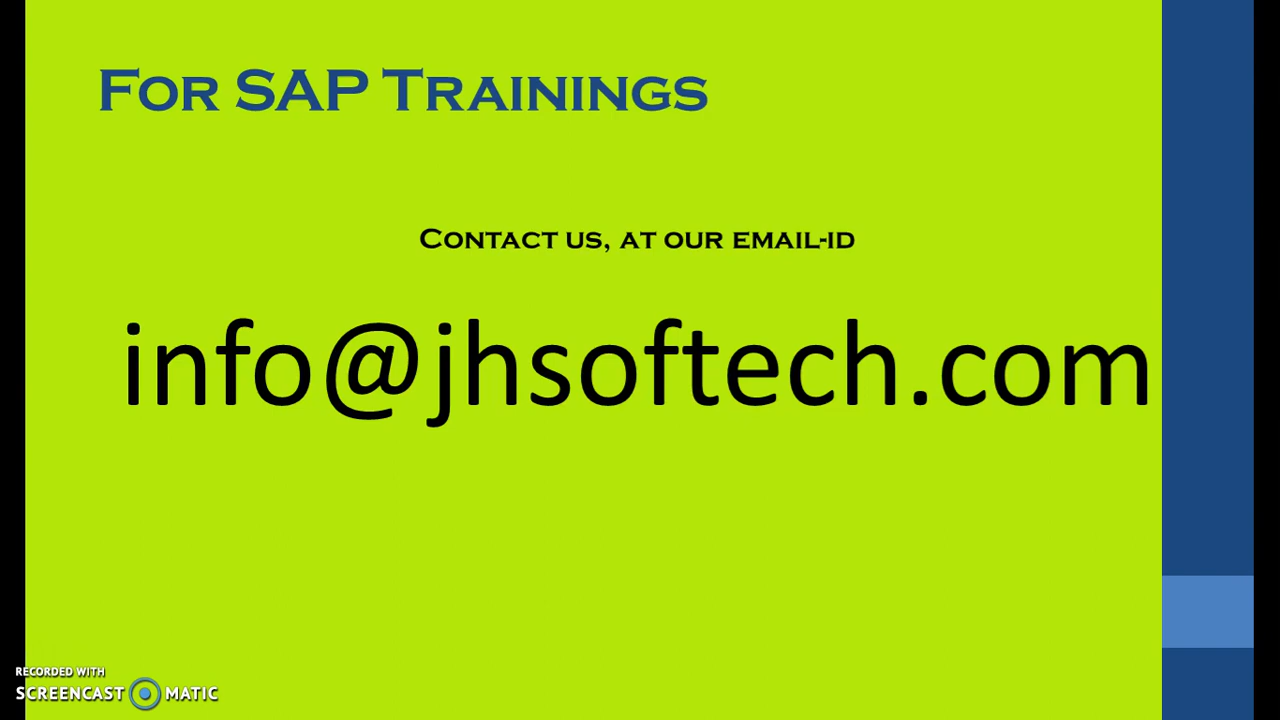 For SAP Trainings
Contact us, at our email-id
info@jhsoftech.com
RECORDED WITH
SCREENCAST MATIC